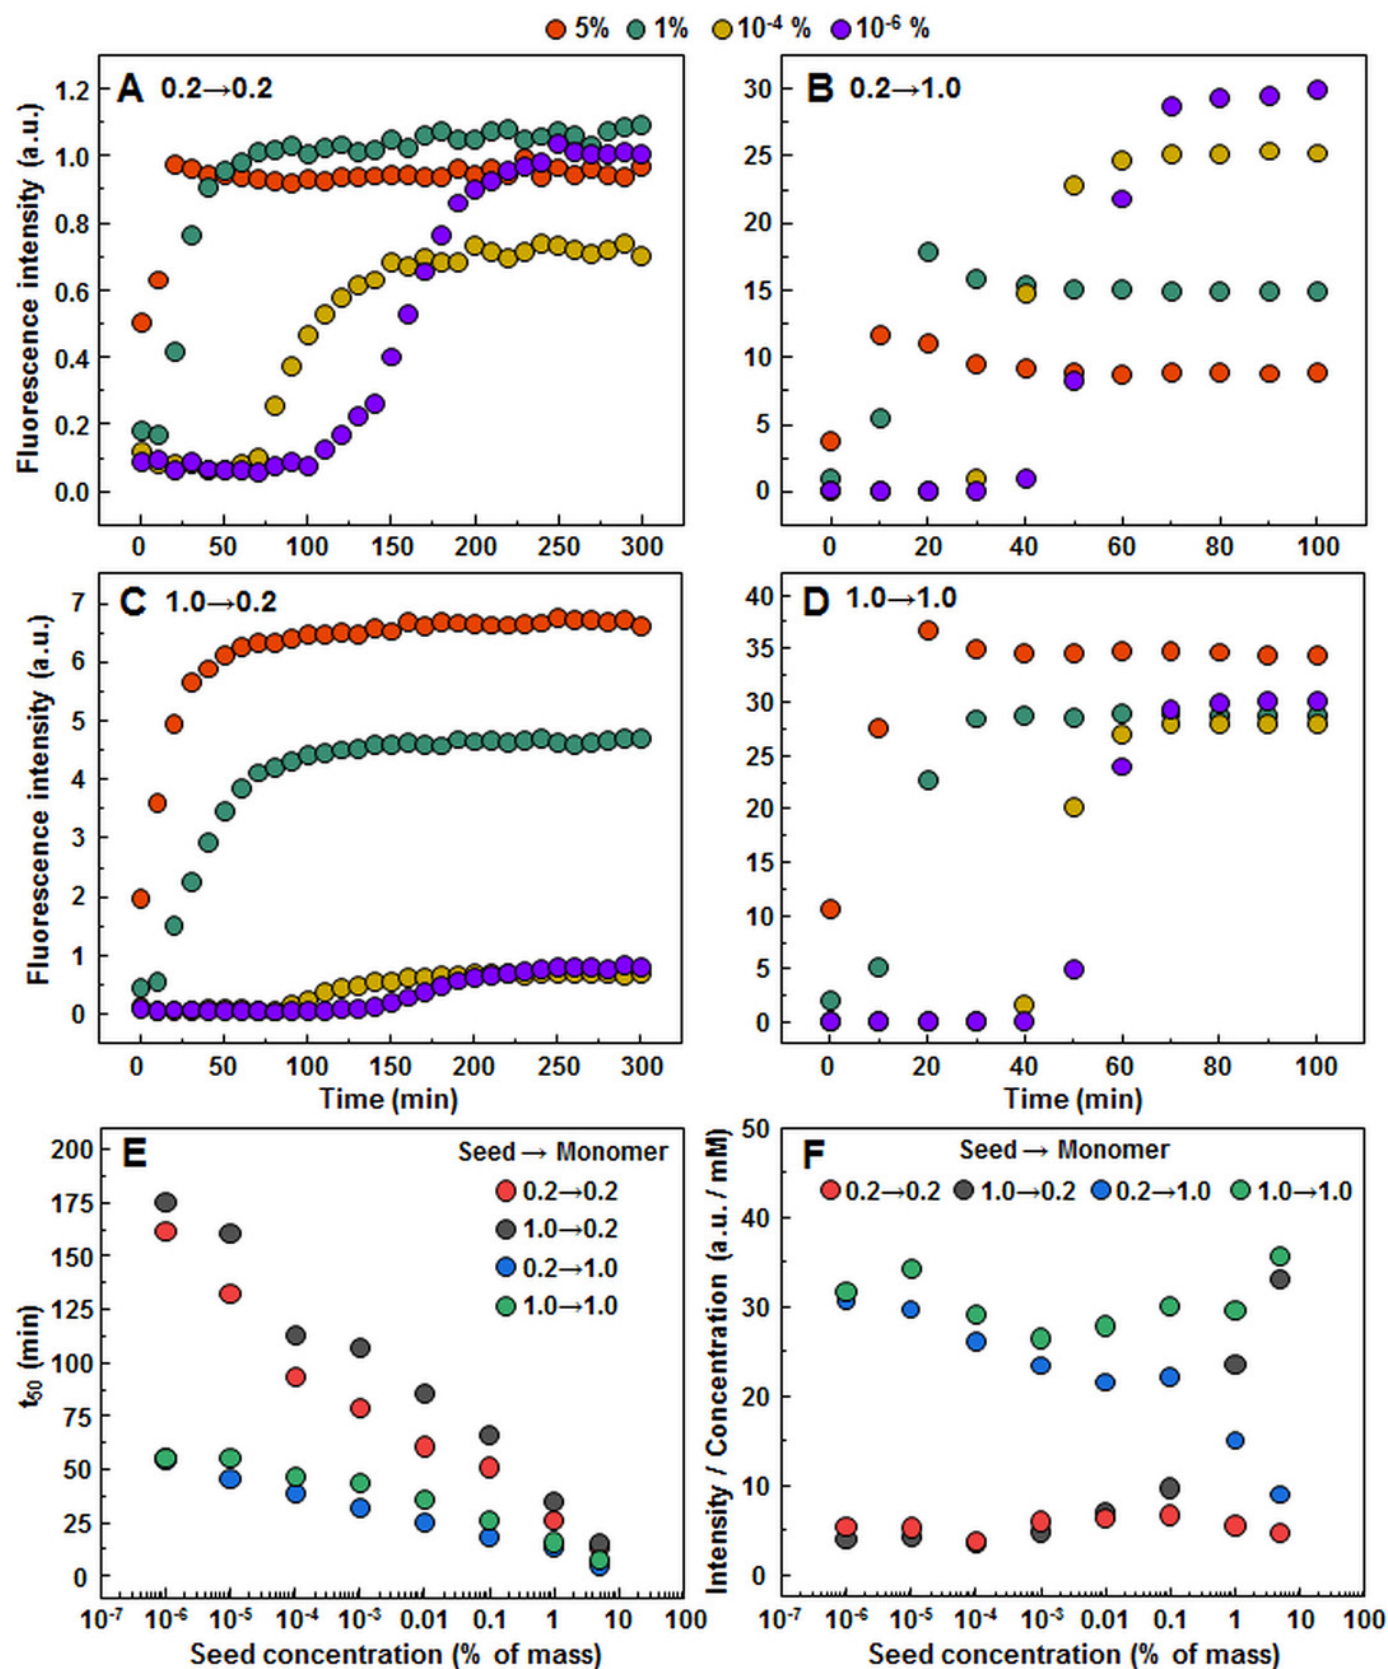 5% 1% 10⁻⁴ % 10⁻⁶ %
A 0.2→0.2
Fluorescence intensity (a.u.)
1.2
1.0
0.8
0.6
0.4
0.2
0.0
0 50 100 150 200 250 300
B 0.2→1.0
30
25
20
15
10
5
0
0 20 40 60 80 100
C 1.0→0.2
Fluorescence intensity (a.u.)
7
6
5
4
3
2
1
0
0 50 100 150 200 250 300
Time (min)
D 1.0→1.0
40
35
30
25
20
15
10
5
0
0 20 40 60 80 100
Time (min)
E
Seed → Monomer
0.2→0.2
1.0→0.2
0.2→1.0
1.0→1.0
t₅₀ (min)
200
175
150
125
100
75
50
25
0
10⁻⁷ 10⁻⁶ 10⁻⁵ 10⁻⁴ 10⁻³ 0.01 0.1 1 10 100
Seed concentration (% of mass)
F
Seed → Monomer
0.2→0.2 1.0→0.2 0.2→1.0 1.0→1.0
Intensity / Concentration (a.u. / mM)
50
40
30
20
10
0
10⁻⁷ 10⁻⁶ 10⁻⁵ 10⁻⁴ 10⁻³ 0.01 0.1 1 10 100
Seed concentration (% of mass)